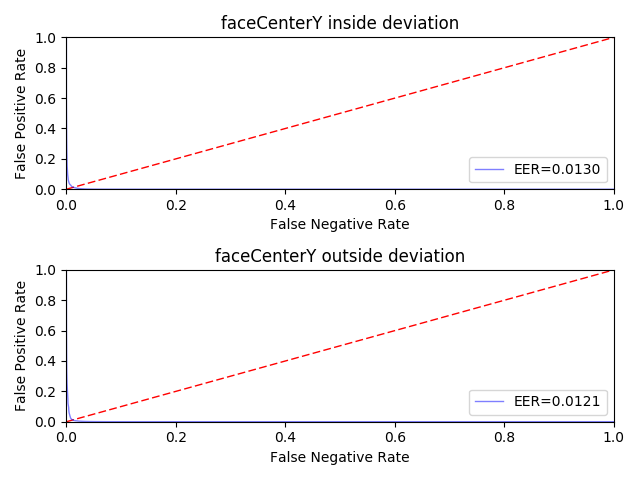 faceCenterY inside deviation
1.0
0.8
0.6
0.4
0.2
0.0
False Positive Rate
EER=0.0130
0.0 0.2 0.4 0.6 0.8 1.0
False Negative Rate
faceCenterY outside deviation
1.0
0.8
0.6
0.4
0.2
0.0
False Positive Rate
EER=0.0121
0.0 0.2 0.4 0.6 0.8 1.0
False Negative Rate